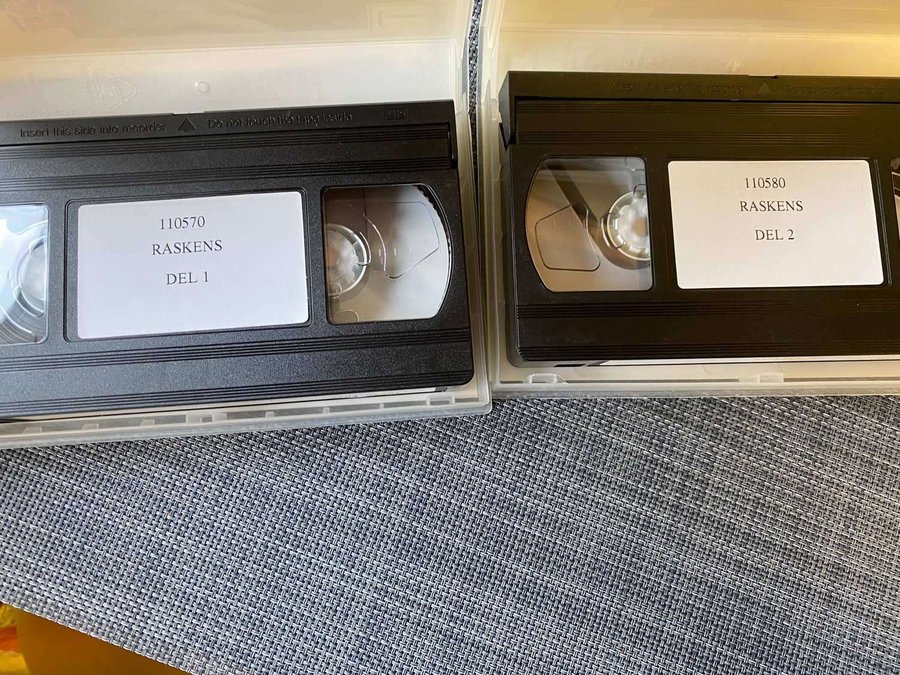 Insert this side into recorder Do not touch the tape inside
110570
RASKENS
DEL 1
110580
RASKENS
DEL 2